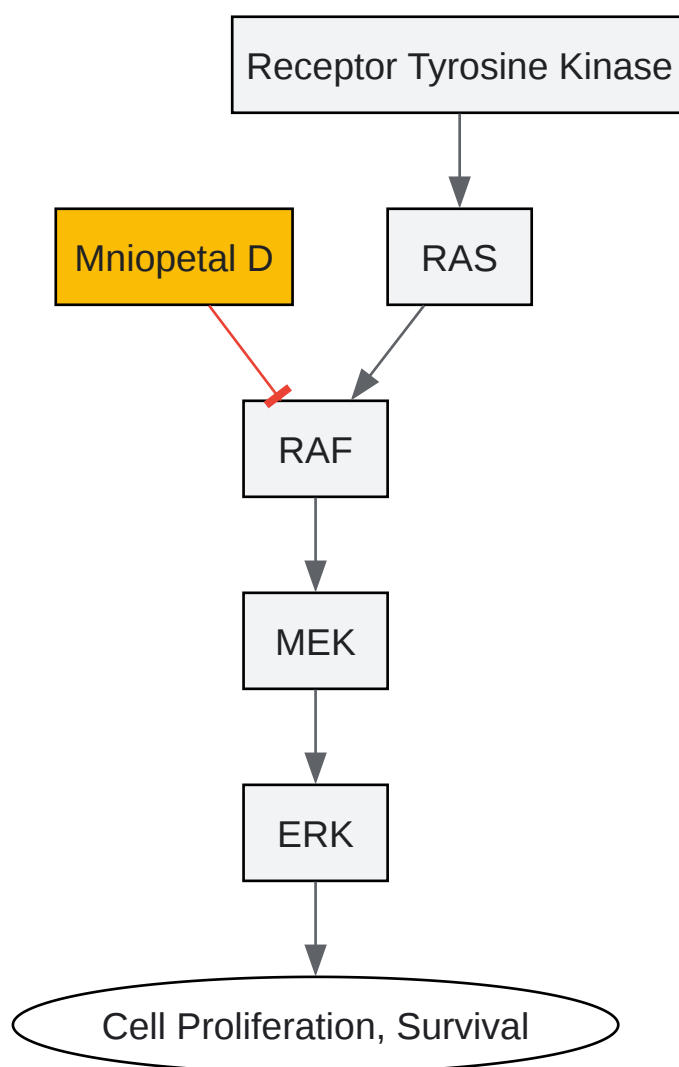 Receptor Tyrosine Kinase
Mniopetal D
RAS
RAF
MEK
ERK
Cell Proliferation, Survival